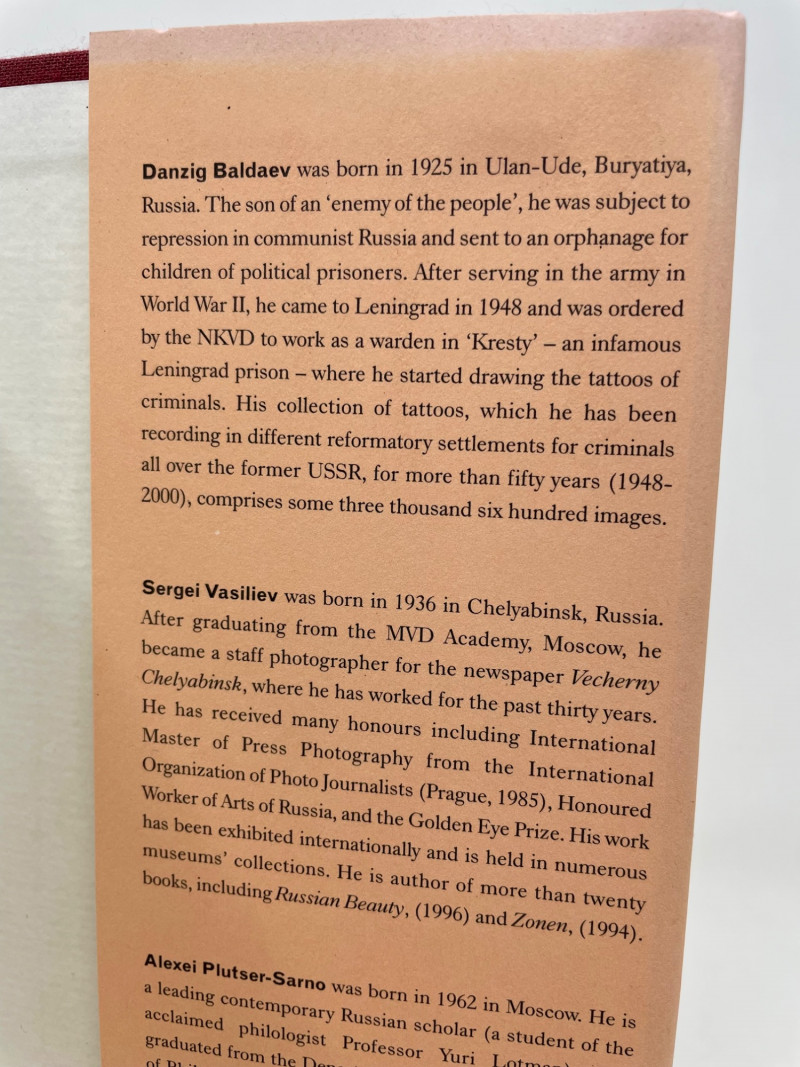 Danzig Baldaev was born in 1925 in Ulan-Ude, Buryatiya,
Russia. The son of an ‘enemy of the people’, he was subject to
repression in communist Russia and sent to an orphanage for
children of political prisoners. After serving in the army in
World War II, he came to Leningrad in 1948 and was ordered
by the NKVD to work as a warden in ‘Kresty’ – an infamous
Leningrad prison – where he started drawing the tattoos of
criminals. His collection of tattoos, which he has been
recording in different reformatory settlements for criminals
all over the former USSR, for more than fifty years (1948-
2000), comprises some three thousand six hundred images.
Sergei Vasiliev was born in 1936 in Chelyabinsk, Russia.
After graduating from the MVD Academy, Moscow, he
became a staff photographer for the newspaper Vecherny
Chelyabinsk, where he has worked for the past thirty years.
He has received many honours including International
Master of Press Photography from the International
Organization of Photo Journalists (Prague, 1985), Honoured
Worker of Arts of Russia, and the Golden Eye Prize. His work
has been exhibited internationally and is held in numerous
museums’ collections. He is author of more than twenty
books, including Russian Beauty, (1996) and Zonen, (1994).
Alexei Plutser-Sarno was born in 1962 in Moscow. He is
a leading contemporary Russian scholar (a student of the
acclaimed philologist Professor Yuri Lotman)
graduated from the